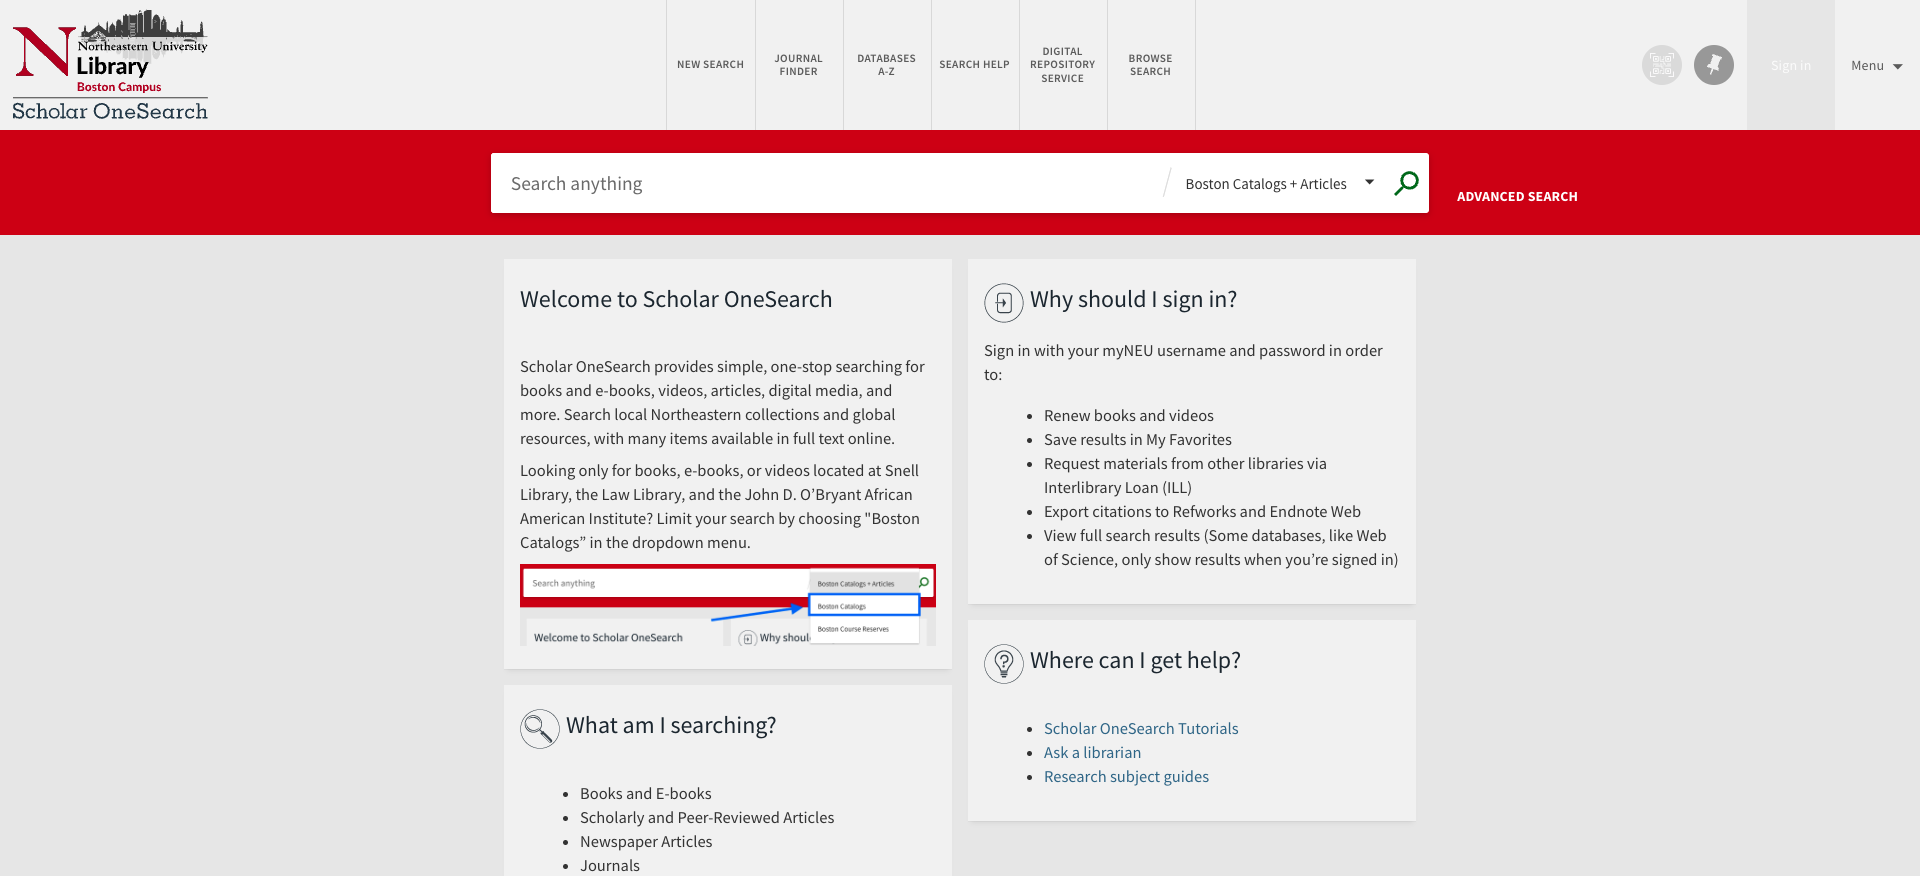 Northeastern University
Library
Boston Campus
Scholar OneSearch
NEW SEARCH
JOURNAL
FINDER
DATABASES
A-Z
SEARCH HELP
DIGITAL
REPOSITORY
SERVICE
BROWSE
SEARCH
Sign in
Menu
Search anything
Boston Catalogs + Articles
ADVANCED SEARCH
Welcome to Scholar OneSearch
Scholar OneSearch provides simple, one-stop searching for
books and e-books, videos, articles, digital media, and
more. Search local Northeastern collections and global
resources, with many items available in full text online.
Looking only for books, e-books, or videos located at Snell
Library, the Law Library, and the John D. O’Bryant African
American Institute? Limit your search by choosing "Boston
Catalogs” in the dropdown menu.
Search anything
Boston Catalogs + Articles
Boston Catalogs
Boston Course Reserves
Welcome to Scholar OneSearch
Why shoul
What am I searching?
• Books and E-books
• Scholarly and Peer-Reviewed Articles
• Newspaper Articles
• Journals
Why should I sign in?
Sign in with your myNEU username and password in order
to:
• Renew books and videos
• Save results in My Favorites
• Request materials from other libraries via
Interlibrary Loan (ILL)
• Export citations to Refworks and Endnote Web
• View full search results (Some databases, like Web
of Science, only show results when you’re signed in)
Where can I get help?
• Scholar OneSearch Tutorials
• Ask a librarian
• Research subject guides